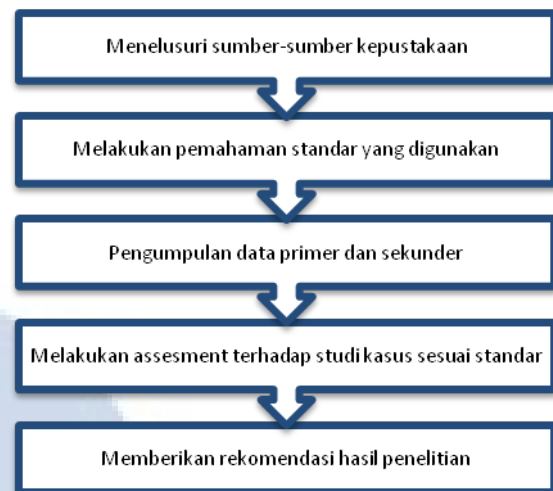 Menelusuri sumber-sumber kepustakaan
Melakukan pemahaman standar yang digunakan
Pengumpulan data primer dan sekunder
Melakukan assesment terhadap studi kasus sesuai standar
Memberikan rekomendasi hasil penelitian